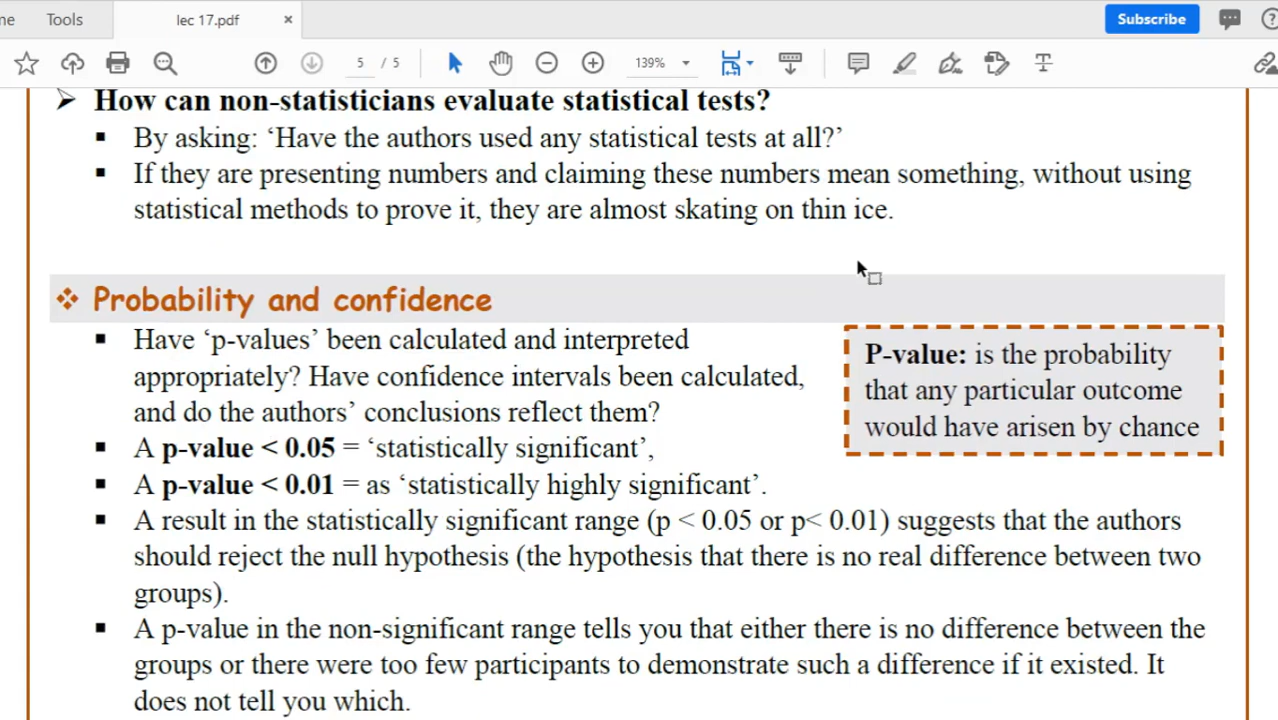 me
Tools
lec 17.pdf
×
Subscribe
5 / 5
139%
➢ How can non-statisticians evaluate statistical tests?
▪ By asking: ‘Have the authors used any statistical tests at all?’
▪ If they are presenting numbers and claiming these numbers mean something, without using
statistical methods to prove it, they are almost skating on thin ice.
❖ Probability and confidence
▪ Have ‘p-values’ been calculated and interpreted
appropriately? Have confidence intervals been calculated,
and do the authors’ conclusions reflect them?
▪ A p-value < 0.05 = ‘statistically significant’,
▪ A p-value < 0.01 = as ‘statistically highly significant’.
▪ A result in the statistically significant range (p < 0.05 or p< 0.01) suggests that the authors
should reject the null hypothesis (the hypothesis that there is no real difference between two
groups).
▪ A p-value in the non-significant range tells you that either there is no difference between the
groups or there were too few participants to demonstrate such a difference if it existed. It
does not tell you which.
P-value: is the probability
that any particular outcome
would have arisen by chance